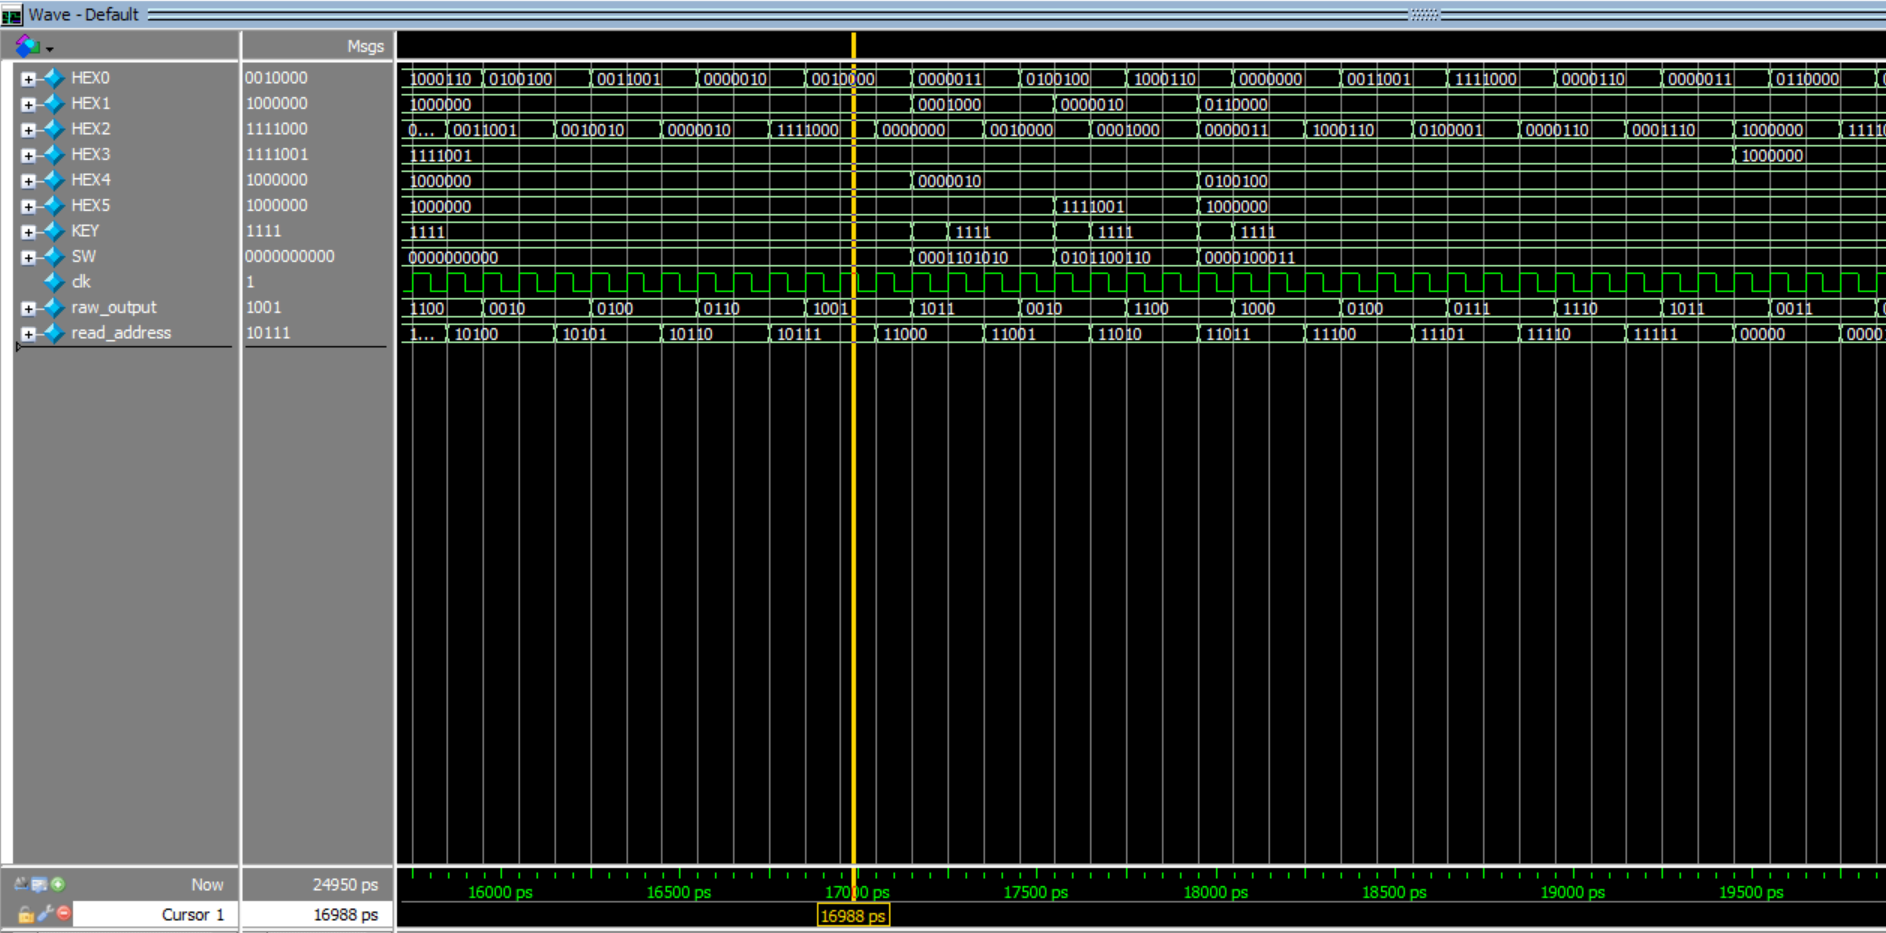 Wave - Default
Msgs
HEX0 0010000 1000110 0100100 0011001 0000010 0010000 0000011 0100100 1000110 0000000 0011001 1111000 0000110 0000011 0110000
HEX1 1000000 1000000 0001000 0000010 0110000
HEX2 1111000 0... 0011001 0010010 0000010 1111000 0000000 0010000 0001000 0000011 1000110 0100001 0000110 0001110 1000000 1111
HEX3 1111001 1111001 1000000
HEX4 1000000 1000000 0000010 0100100
HEX5 1000000 1000000 1111001 1000000
KEY 1111 1111 1111 1111 1111
SW 0000000000 0000000000 0001101010 0101100110 0000100011
clk 1
raw_output 1001 1100 0010 0100 0110 1001 1011 0010 1100 1000 0100 0111 1110 1011 0011
read_address 10111 1... 10100 10101 10110 10111 11000 11001 11010 11011 11100 11101 11110 11111 00000 0000
Now 24950 ps 16000 ps 16500 ps 17000 ps 17500 ps 18000 ps 18500 ps 19000 ps 19500 ps
Cursor 1 16988 ps 16988 ps